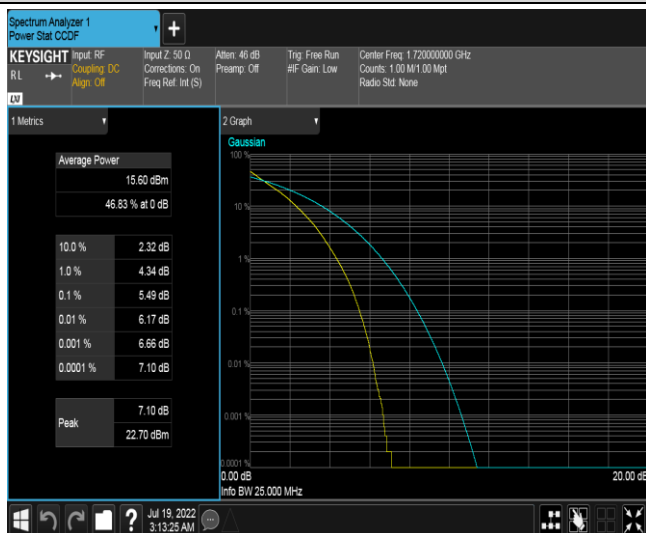 Spectrum Analyzer 1
Power Stat CCDF
+
KEYSIGHT
RL
LXI
Input: RF
Coupling: DC
Align: Off
Input Z: 50 Ω
Corrections: On
Freq Ref: Int (S)
Atten: 46 dB
Preamp: Off
Trig: Free Run
#IF Gain: Low
Center Freq: 1.720000000 GHz
Counts: 1.00 M/1.00 Mpt
Radio Std: None
1 Metrics
Average Power
15.60 dBm
46.83 % at 0 dB
10.0 % 2.32 dB
1.0 % 4.34 dB
0.1 % 5.49 dB
0.01 % 6.17 dB
0.001 % 6.66 dB
0.0001 % 7.10 dB
Peak
7.10 dB
22.70 dBm
2 Graph
Gaussian
100 %
10 %
1 %
0.1 %
0.01 %
0.001 %
0.0001 %
0.00 dB
20.00 dB
Info BW 25.000 MHz
?
Jul 19, 2022
3:13:25 AM